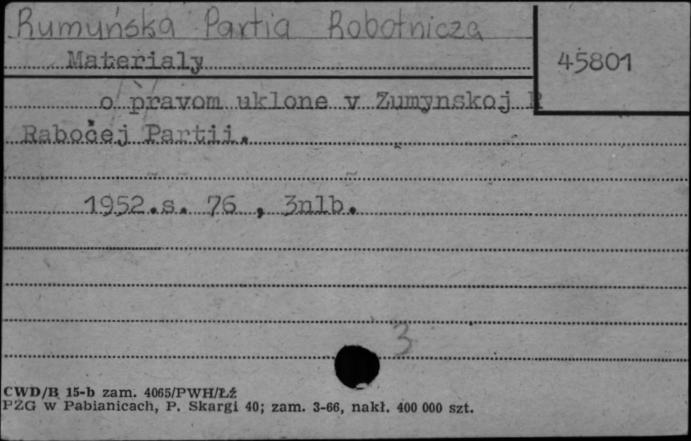 Rumuńska Partia Robotnicza
Materialy
45801
o pravom uklone v Zumynskoj R
Rabočej Partii.
1952.s. 76 , 3nlb.
3
CWD/B 15-b zam. 4065/PWH/Łź
PZG w Pabianicach, P. Skargi 40; zam. 3-66, nakł. 400 000 szt.